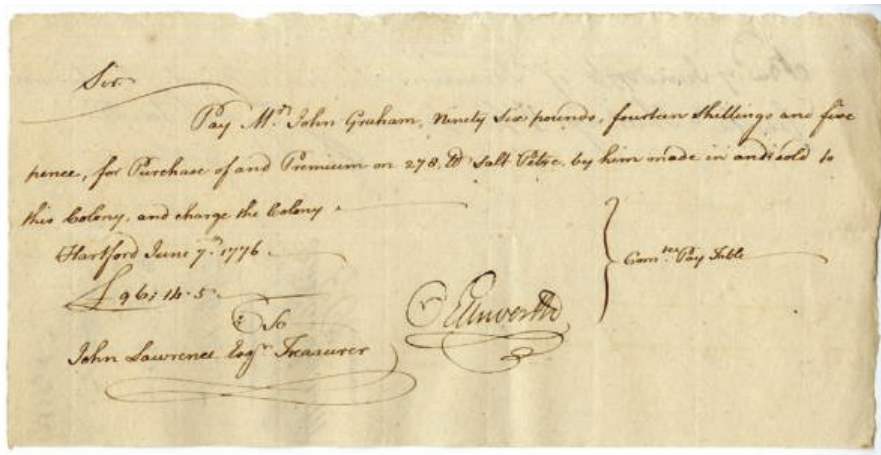 Sir
Pay Mr. John Graham, Ninety Six pounds, fourteen Shillings and five
pence, for Purchase of and Premium on 278. lb Salt Petre, by him made in and Sold to
this Colony, and charge the Colony
Hartford June 7th. 1776
£96:14.5
To
John Lawrence Esqr Treasurer
O Ellsworth
Comtee Pay Table